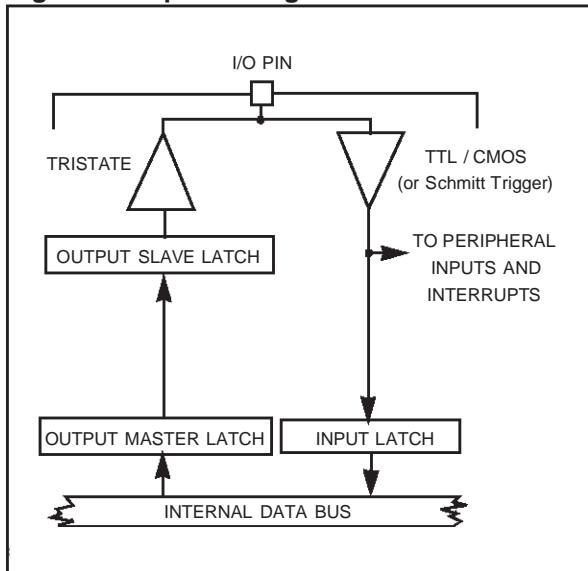 I/O PIN
TRISTATE
TTL / CMOS
(or Schmitt Trigger)
TO PERIPHERAL
INPUTS AND
INTERRUPTS
OUTPUT SLAVE LATCH
OUTPUT MASTER LATCH
INPUT LATCH
INTERNAL DATA BUS